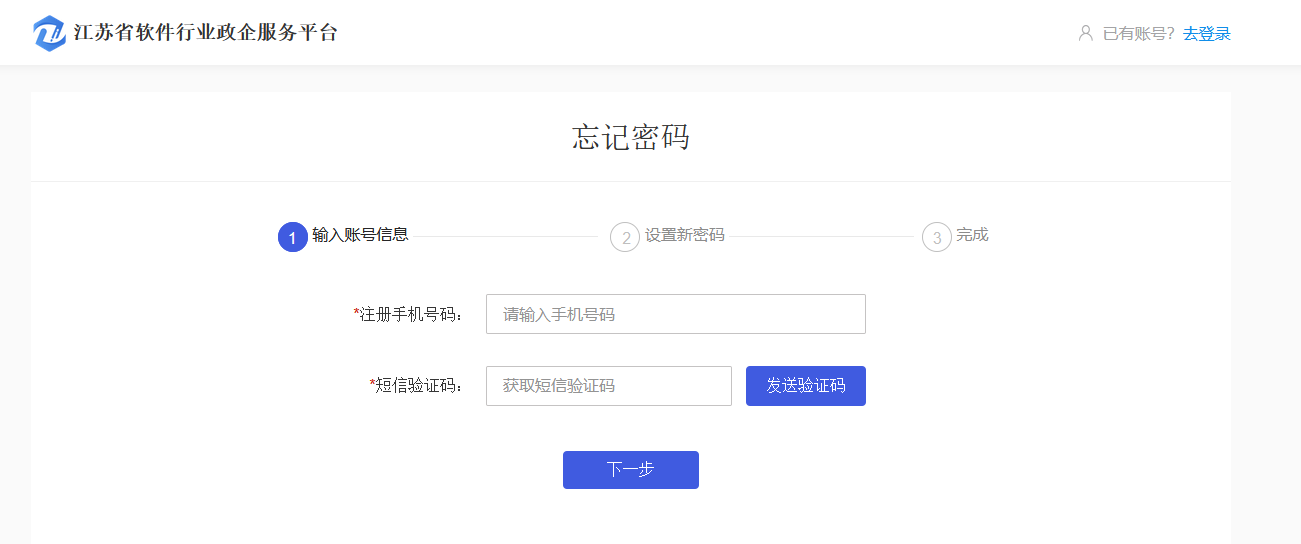 江苏省软件行业政企服务平台
已有账号？去登录
忘记密码
1 输入账号信息 2 设置新密码 3 完成
*注册手机号码： 请输入手机号码
*短信验证码： 获取短信验证码 发送验证码
下一步